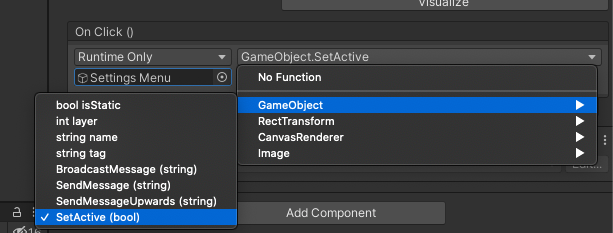 Visualize
On Click ()
Runtime Only
GameObject.SetActive
Settings Menu
No Function
GameObject
RectTransform
CanvasRenderer
Image
bool isStatic
int layer
string name
string tag
BroadcastMessage (string)
SendMessage (string)
SendMessageUpwards (string)
✓ SetActive (bool)
Add Component
16